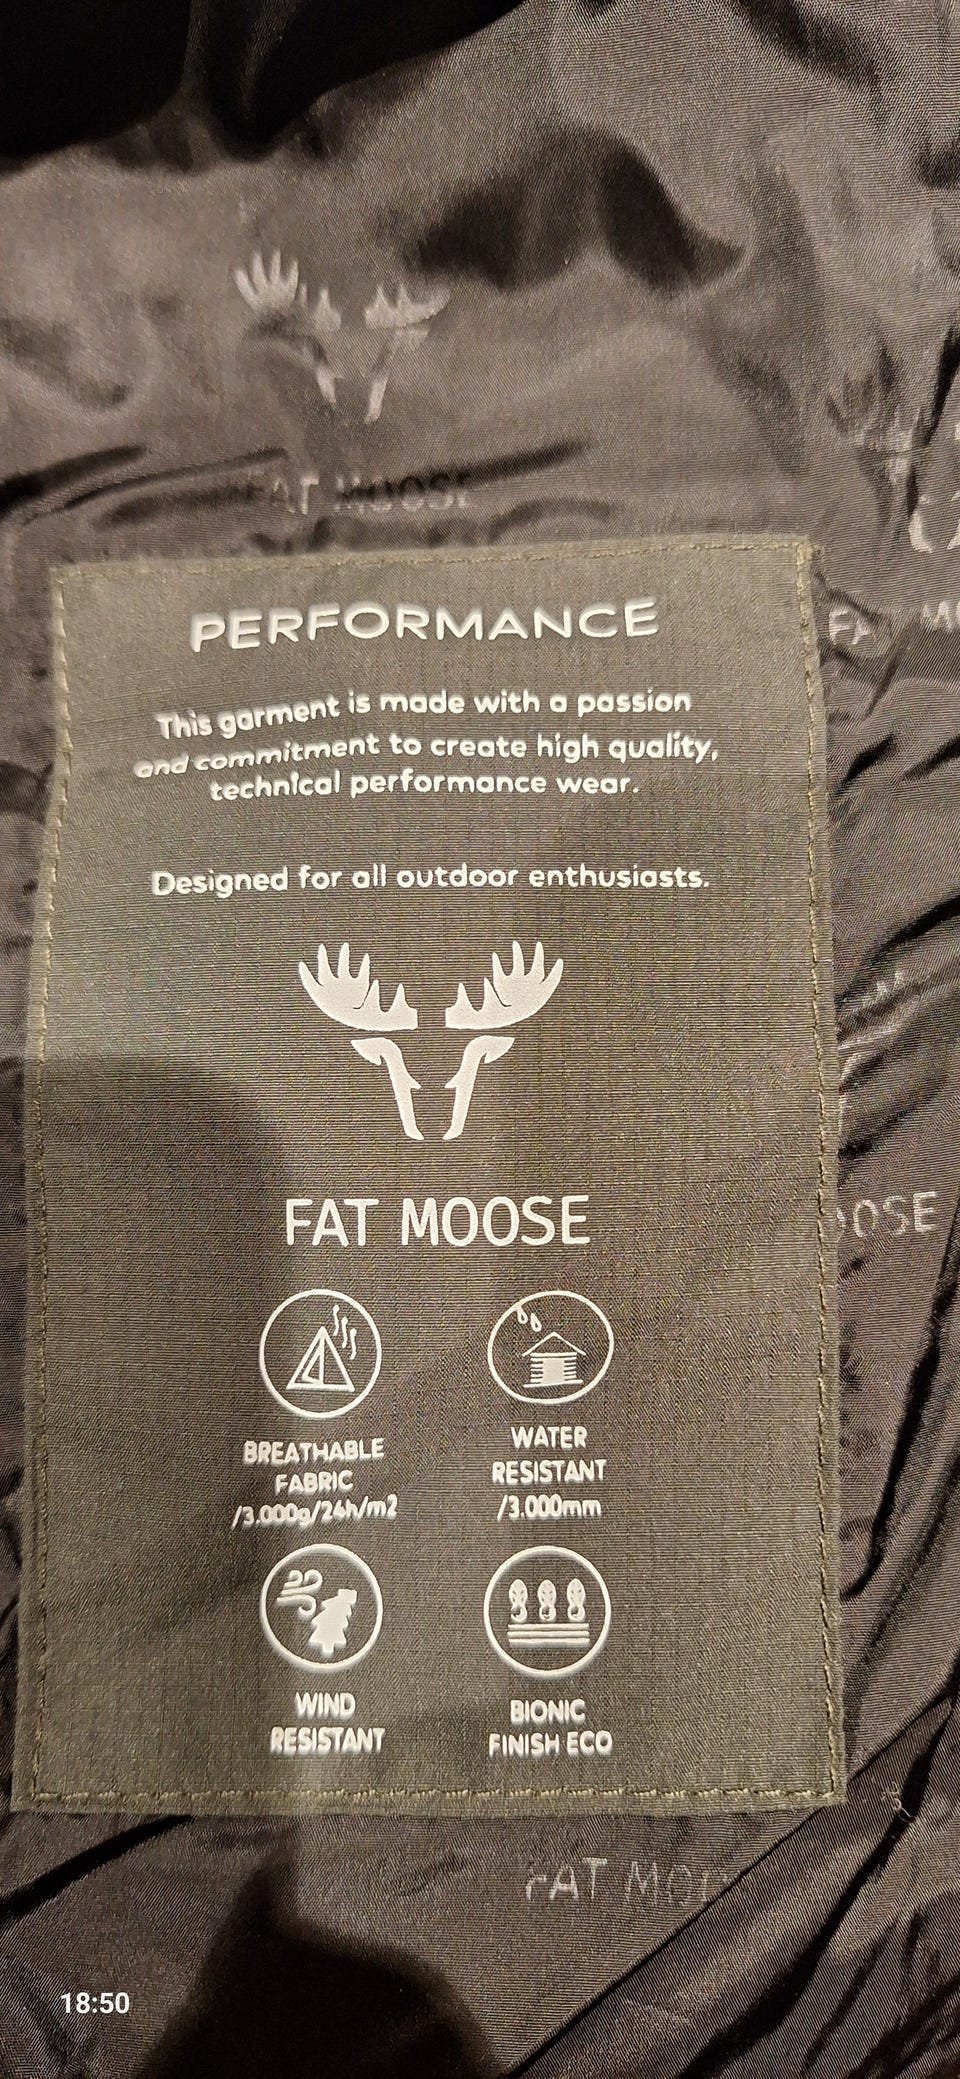 FAT MOOSE
PERFORMANCE
This garment is made with a passion
and commitment to create high quality,
technical performance wear.
Designed for all outdoor enthusiasts.
FAT MOOSE
BREATHABLE
FABRIC
/3.000g/24h/m2
WATER
RESISTANT
/3.000mm
WIND
RESISTANT
BIONIC
FINISH ECO
OOSE
FAT MOO
18:50